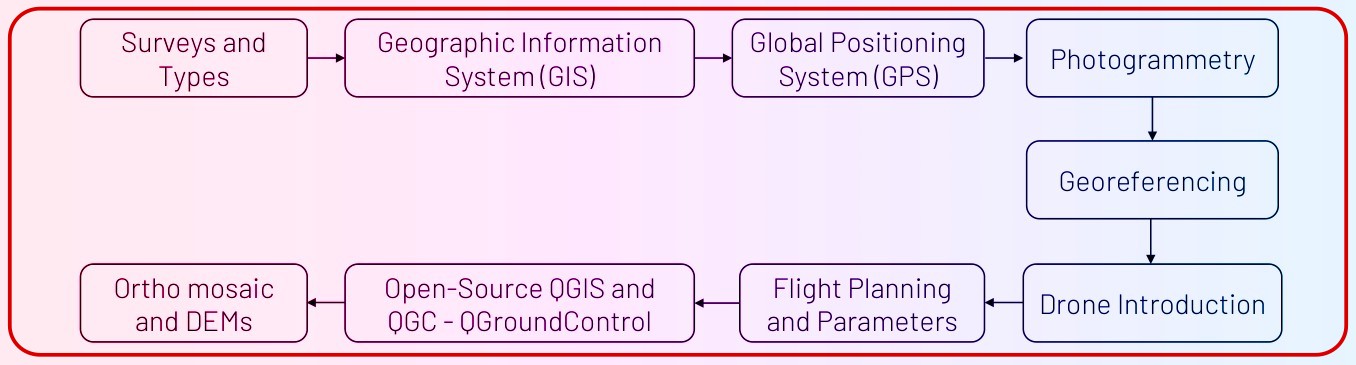 Surveys and
Types
Geographic Information
System (GIS)
Global Positioning
System (GPS)
Photogrammetry
Georeferencing
Drone Introduction
Flight Planning
and Parameters
Open-Source QGIS and
QGC - QGroundControl
Ortho mosaic
and DEMs